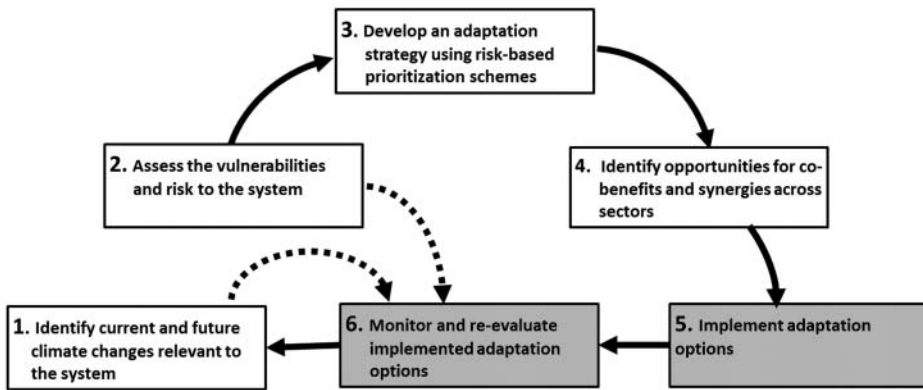 3. Develop an adaptation
strategy using risk-based
prioritization schemes
2. Assess the vulnerabilities
and risk to the system
4. Identify opportunities for co-
benefits and synergies across
sectors
1. Identify current and future
climate changes relevant to
the system
6. Monitor and re-evaluate
implemented adaptation
options
5. Implement adaptation
options